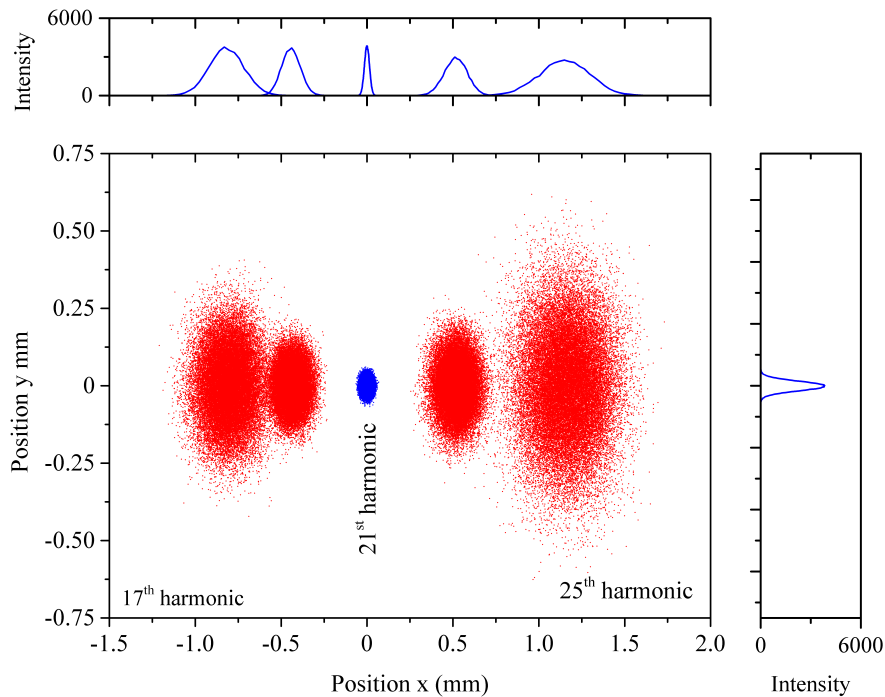 6000
0
Intensity
0.75
0.50
0.25
0
-0.25
-0.50
-0.75
Position y mm
21st harmonic
17th harmonic
25th harmonic
-1.5
-1.0
-0.5
0
0.5
1.0
1.5
2.0
Position x (mm)
0
6000
Intensity